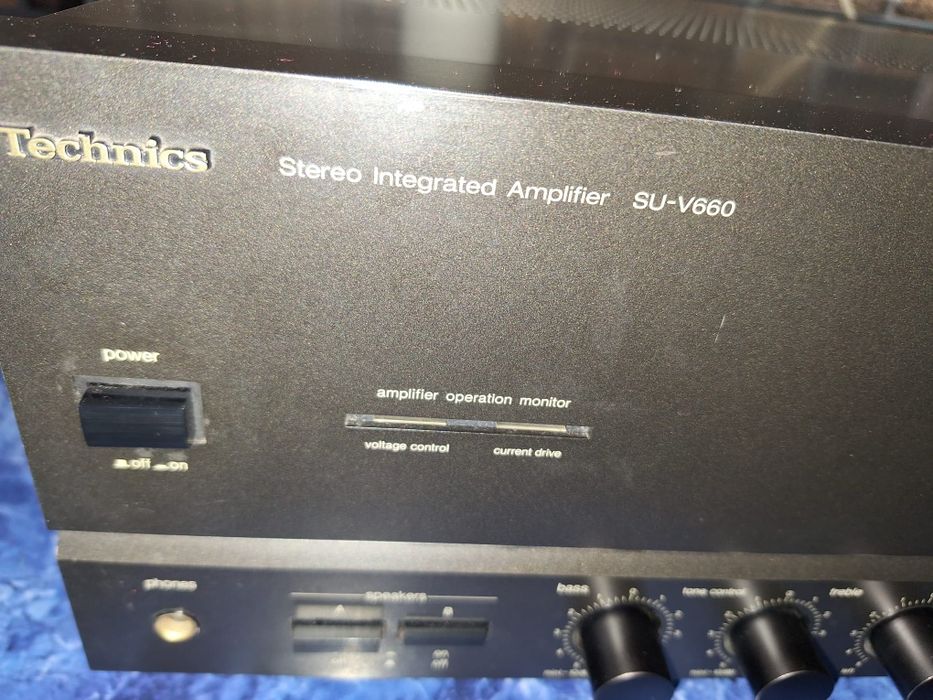 Technics
Stereo Integrated Amplifier SU-V660
power
off on
amplifier operation monitor
voltage control current drive
phones
speakers
A B
on
off
bass
tone control
treble